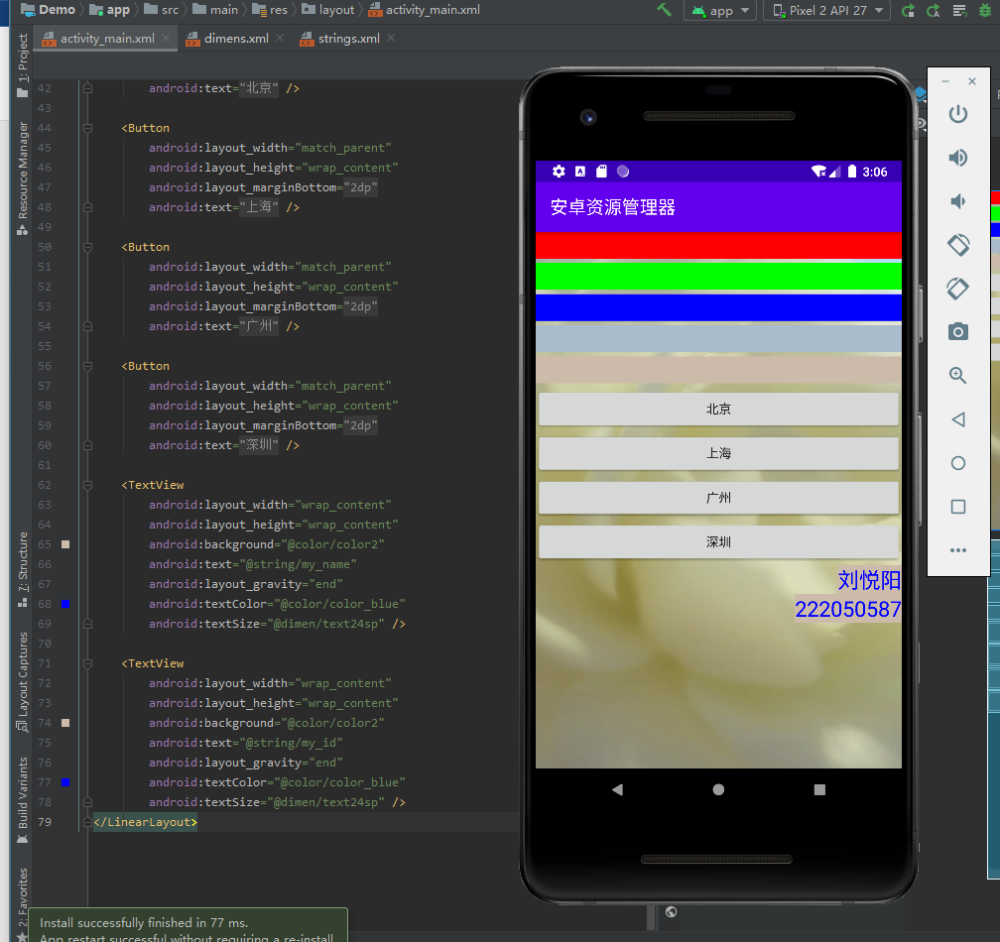 Demo app src main res layout activity_main.xml app Pixel 2 API 27
activity_main.xml dimens.xml strings.xml
1: Project
Resource Manager
7: Structure
Layout Captures
Build Variants
2: Favorites
42 android:text="北京" />
43
44 <Button
45 android:layout_width="match_parent"
46 android:layout_height="wrap_content"
47 android:layout_marginBottom="2dp"
48 android:text="上海" />
49
50 <Button
51 android:layout_width="match_parent"
52 android:layout_height="wrap_content"
53 android:layout_marginBottom="2dp"
54 android:text="广州" />
55
56 <Button
57 android:layout_width="match_parent"
58 android:layout_height="wrap_content"
59 android:layout_marginBottom="2dp"
60 android:text="深圳" />
61
62 <TextView
63 android:layout_width="wrap_content"
64 android:layout_height="wrap_content"
65 android:background="@color/color2"
66 android:text="@string/my_name"
67 android:layout_gravity="end"
68 android:textColor="@color/color_blue"
69 android:textSize="@dimen/text24sp" />
70
71 <TextView
72 android:layout_width="wrap_content"
73 android:layout_height="wrap_content"
74 android:background="@color/color2"
75 android:text="@string/my_id"
76 android:layout_gravity="end"
77 android:textColor="@color/color_blue"
78 android:textSize="@dimen/text24sp" />
79 </LinearLayout>
Install successfully finished in 77 ms.
App restart successful without requiring a re-install.
3:06
安卓资源管理器
北京
上海
广州
深圳
刘悦阳
222050587